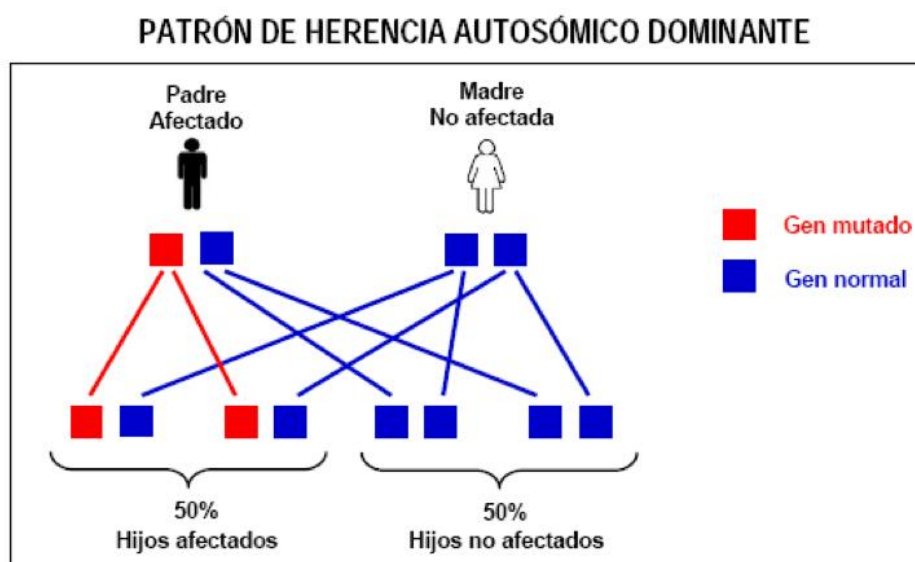 PATRÓN DE HERENCIA AUTOSÓMICO DOMINANTE
Padre
Afectado
Madre
No afectada
Gen mutado
Gen normal
50%
Hijos afectados
50%
Hijos no afectados